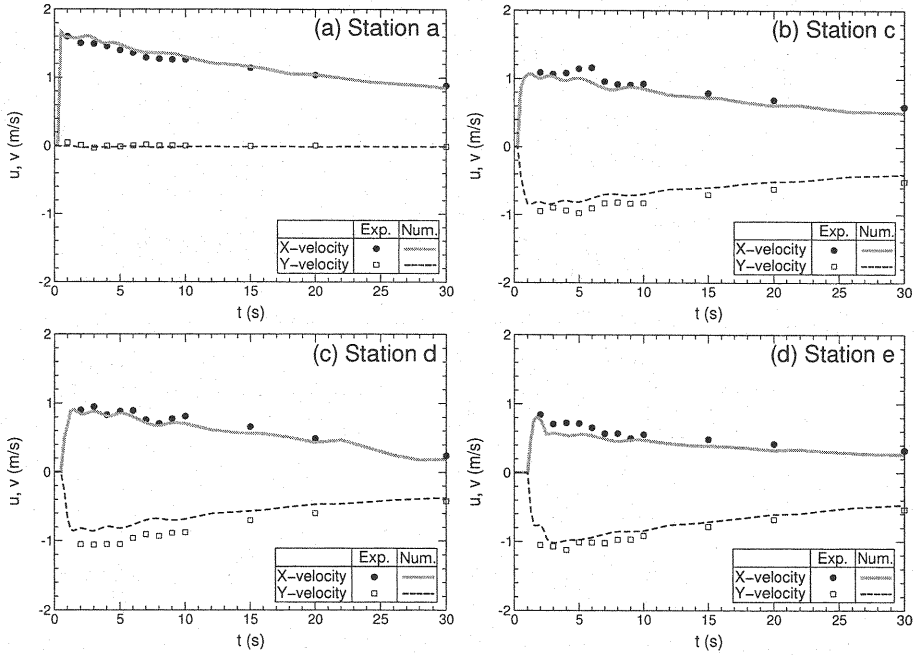 (a) Station a
2
1
0
-1
-2
u, v (m/s)
Exp. Num.
X-velocity
Y-velocity
0 5 10 15 20 25 30
t (s)
(b) Station c
2
1
0
-1
-2
u, v (m/s)
Exp. Num.
X-velocity
Y-velocity
0 5 10 15 20 25 30
t (s)
(c) Station d
2
1
0
-1
-2
u, v (m/s)
Exp. Num.
X-velocity
Y-velocity
0 5 10 15 20 25 30
t (s)
(d) Station e
2
1
0
-1
-2
u, v (m/s)
Exp. Num.
X-velocity
Y-velocity
0 5 10 15 20 25 30
t (s)